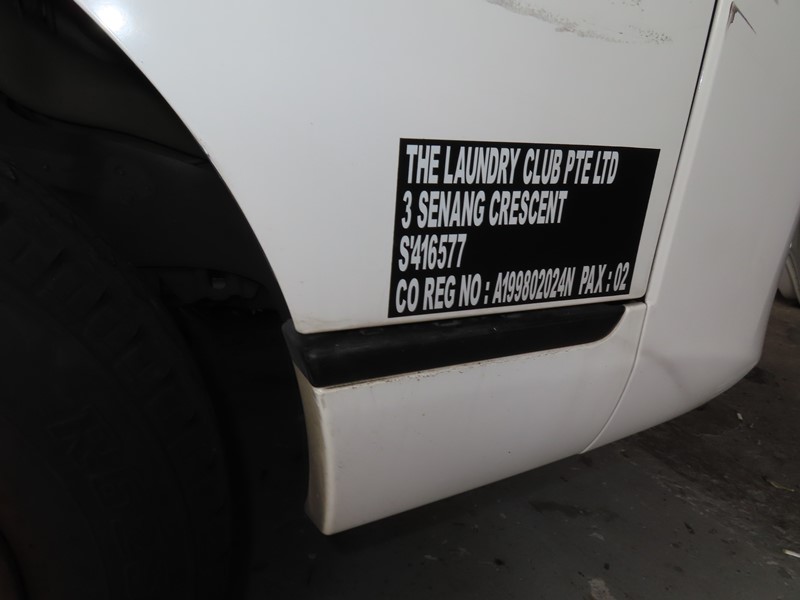 THE LAUNDRY CLUB PTE LTD
3 SENANG CRESCENT
S'416577
CO REG NO : A199802024N PAX : 02